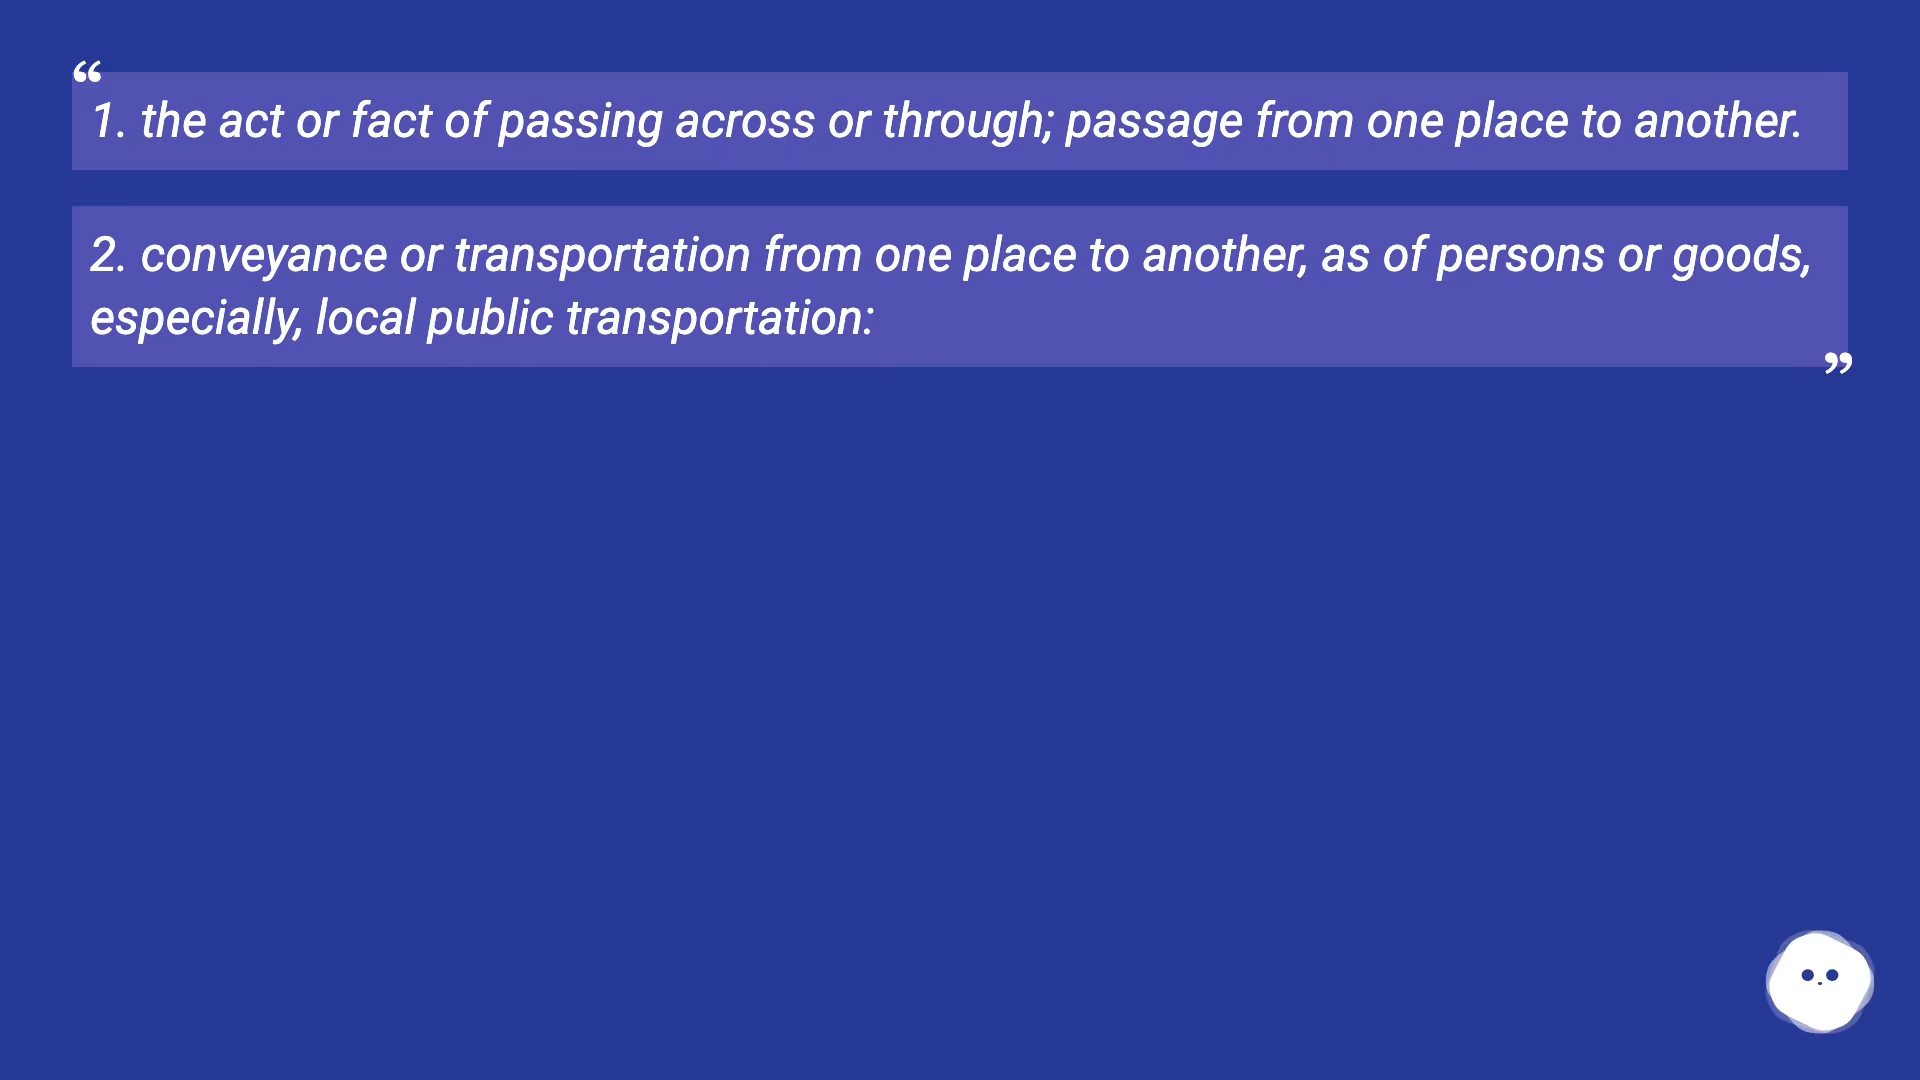 “
1. the act or fact of passing across or through; passage from one place to another.
2. conveyance or transportation from one place to another, as of persons or goods,
especially, local public transportation:
”